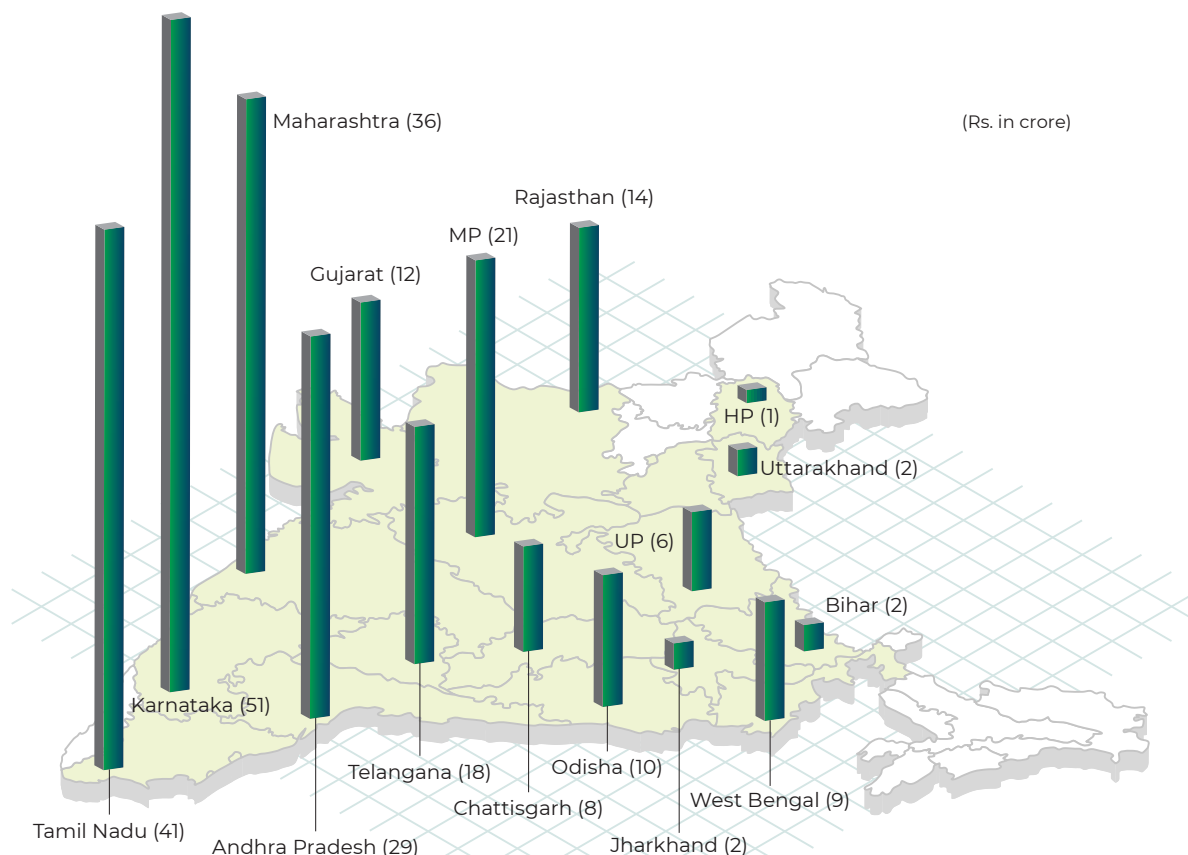 Maharashtra (36)
(Rs. in crore)
Rajasthan (14)
MP (21)
Gujarat (12)
HP (1)
Uttarakhand (2)
UP (6)
Bihar (2)
Karnataka (51)
Telangana (18)
Odisha (10)
Chattisgarh (8)
West Bengal (9)
Tamil Nadu (41)
Andhra Pradesh (29)
Jharkhand (2)